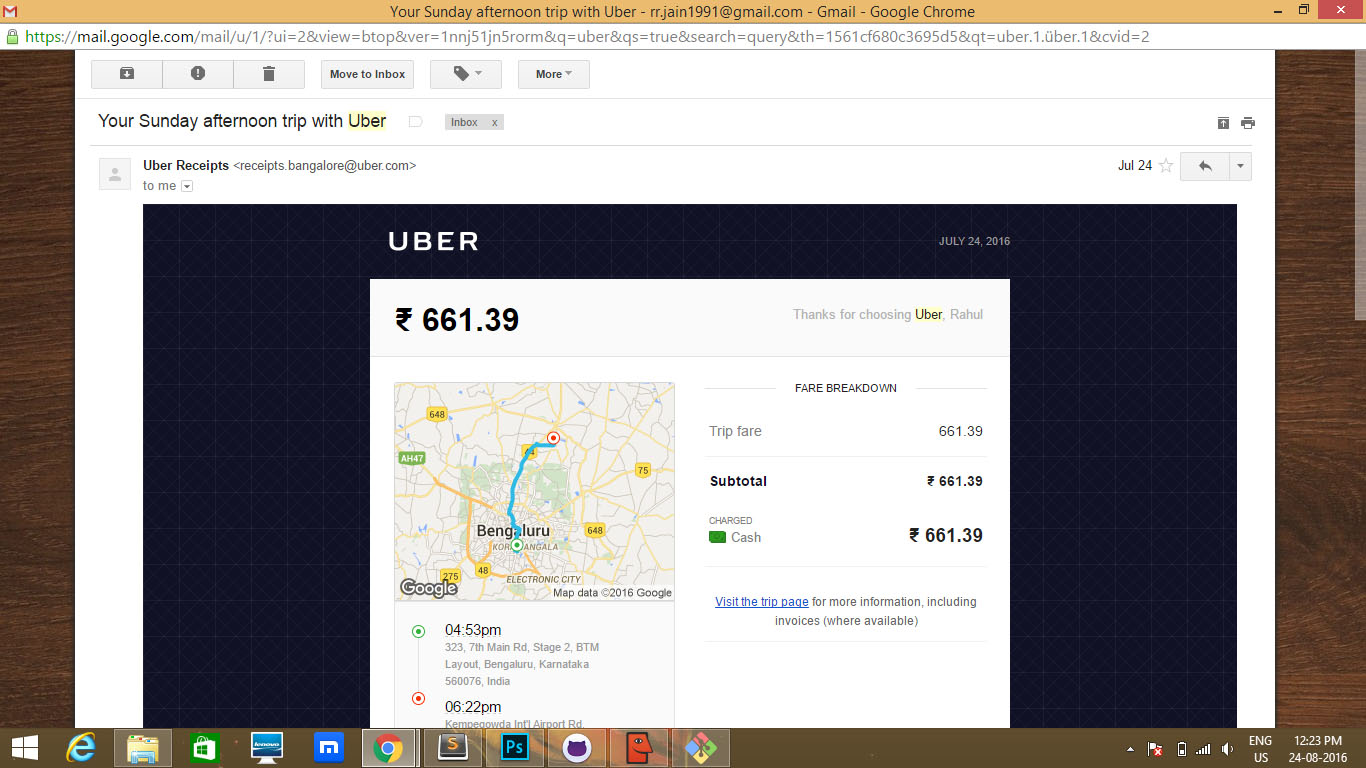 Your Sunday afternoon trip with Uber - rr.jain1991@gmail.com - Gmail - Google Chrome
https://mail.google.com/mail/u/1/?ui=2&view=btop&ver=1nnj51jn5rorm&q=uber&qs=true&search=query&th=1561cf680c3695d5&qt=uber.1.über.1&cvid=2
Move to Inbox
More
Your Sunday afternoon trip with Uber
Inbox x
Uber Receipts <receipts.bangalore@uber.com>
Jul 24
to me
UBER
JULY 24, 2016
₹ 661.39
Thanks for choosing Uber, Rahul
648
AH47
75
Bengaluru
648
KORAMANGALA
275
48
ELECTRONIC CITY
Google
Map data ©2016 Google
04:53pm
323, 7th Main Rd, Stage 2, BTM
Layout, Bengaluru, Karnataka
560076, India
06:22pm
Kempegowda Int'l Airport Rd,
FARE BREAKDOWN
Trip fare 661.39
Subtotal ₹ 661.39
CHARGED
Cash ₹ 661.39
Visit the trip page for more information, including
invoices (where available)
lenovo
m
S
Ps
ENG
US
12:23 PM
24-08-2016